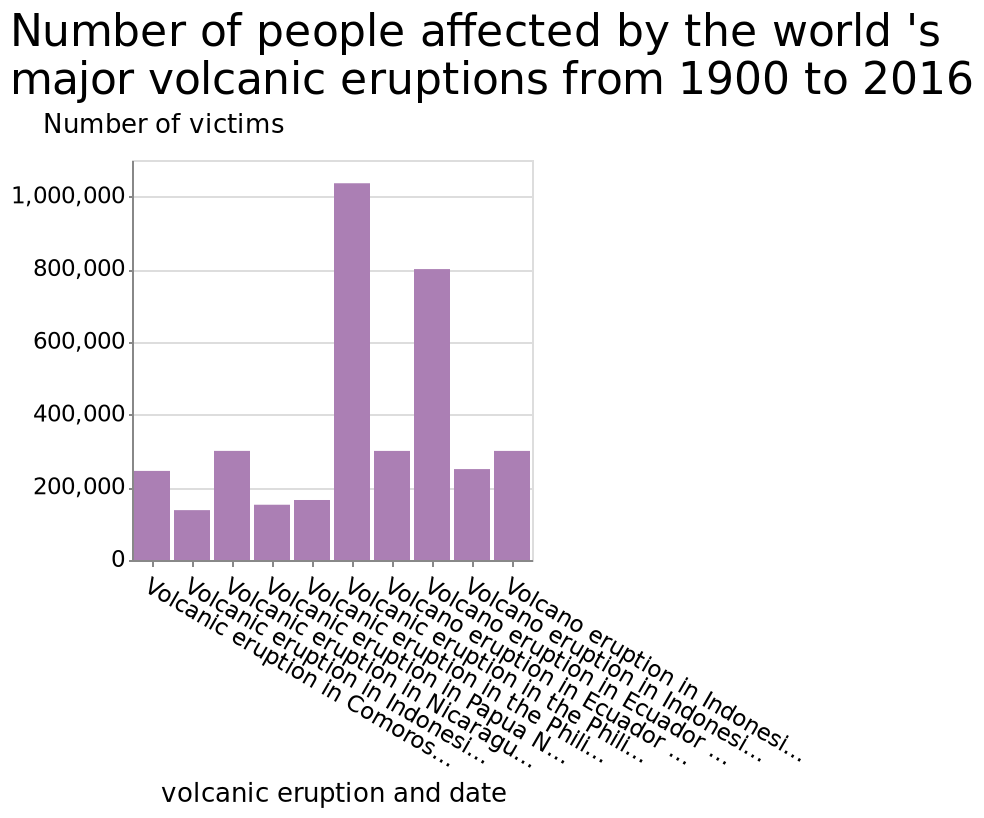 Number of people affected by the world 's
major volcanic eruptions from 1900 to 2016
Number of victims
1,000,000
800,000
600,000
400,000
200,000
0
Volcanic eruption in Comoros…
Volcanic eruption in Indonesi…
Volcanic eruption in Nicaragu…
Volcanic eruption in Papua N…
Volcanic eruption in the Phili…
Volcanic eruption in the Phili…
Volcano eruption in Ecuador …
Volcano eruption in Ecuador …
Volcano eruption in Indonesi…
Volcano eruption in Indonesi…
volcanic eruption and date